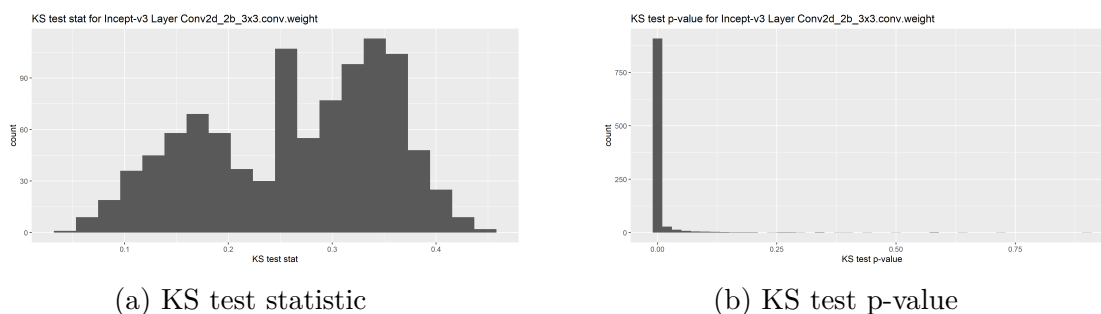 KS test stat for Incept-v3 Layer Conv2d_2b_3x3.conv.weight
90
60
30
0
count
0.1 0.2 0.3 0.4
KS test stat
(a) KS test statistic
KS test p-value for Incept-v3 Layer Conv2d_2b_3x3.conv.weight
750
500
250
0
count
0.00 0.25 0.50 0.75
KS test p-value
(b) KS test p-value